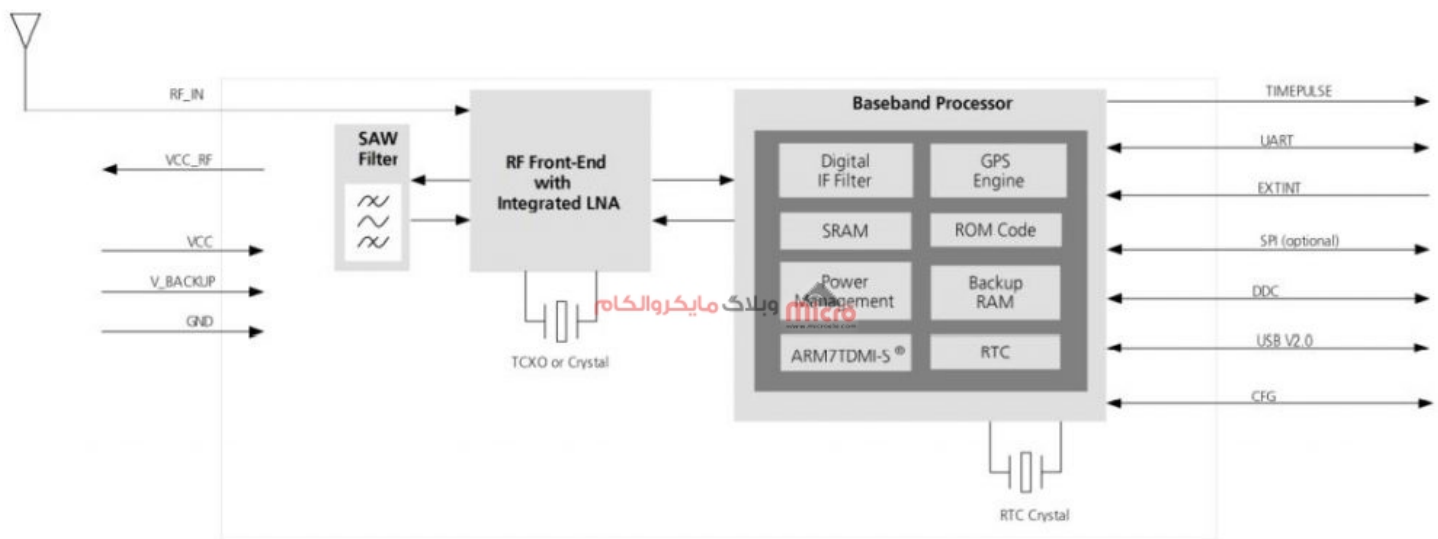 RF_IN
VCC_RF
VCC
V_BACKUP
GND
SAW
Filter
RF Front-End
with
Integrated LNA
TCXO or Crystal
Baseband Processor
Digital
IF Filter
GPS
Engine
SRAM
ROM Code
Power
Management
Backup
RAM
ARM7TDMI-S ®
RTC
وبلاگ مایکروالکام
micro
RTC Crystal
TIMEPULSE
UART
EXTINT
SPI (optional)
DDC
USB V2.0
CFG